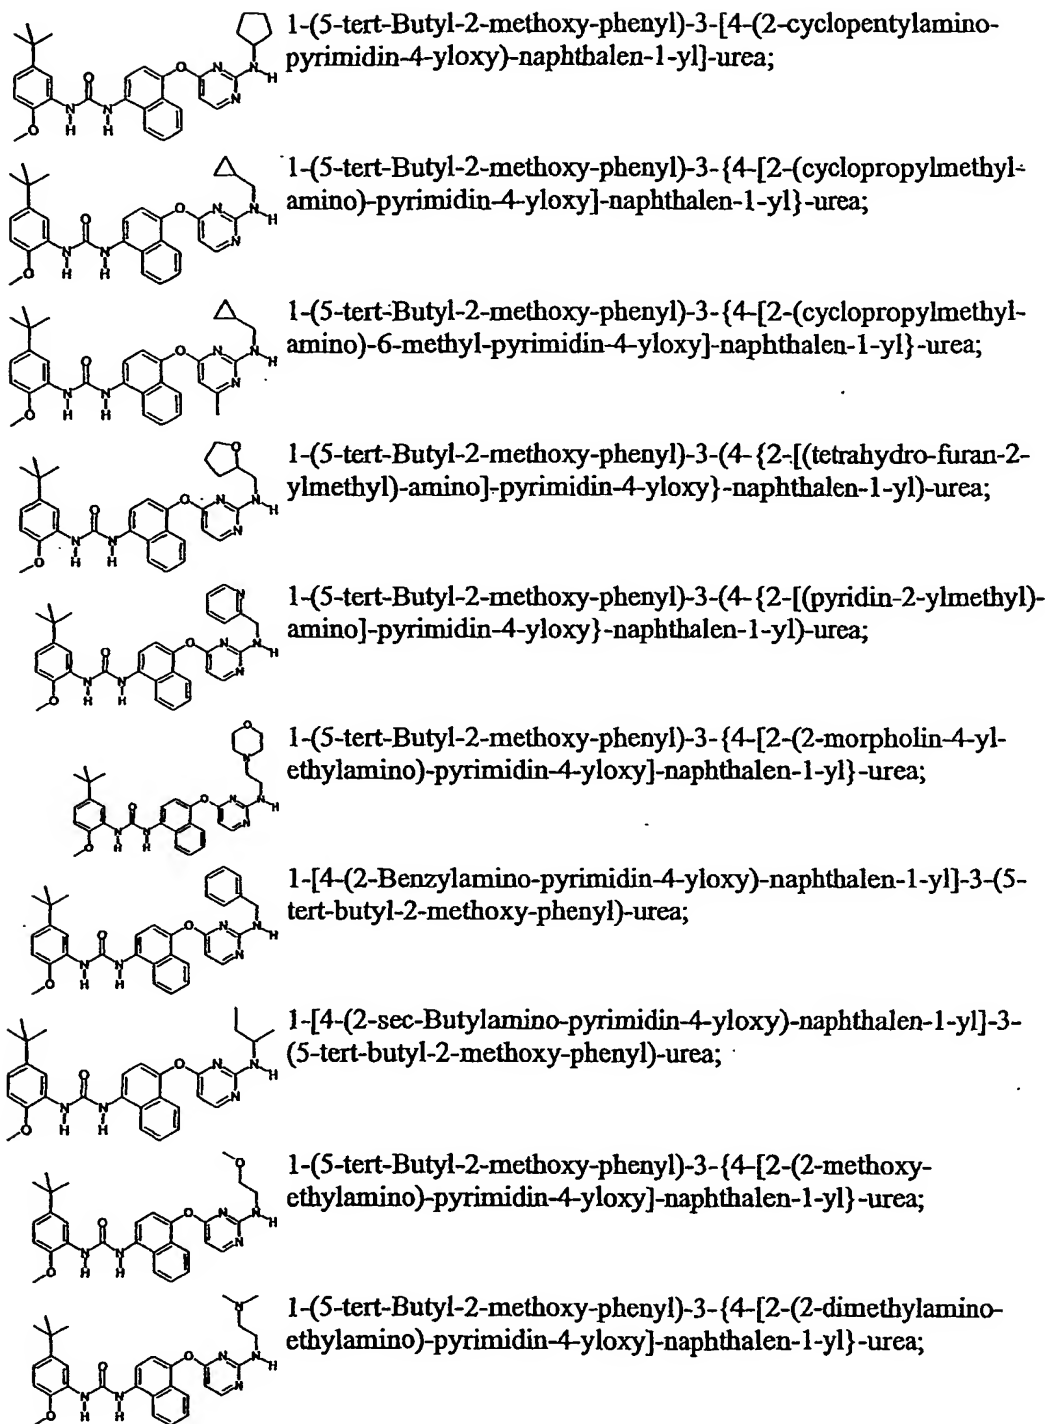 1-(5-tert-Butyl-2-methoxy-phenyl)-3-[4-(2-cyclopentylamino-
pyrimidin-4-yloxy)-naphthalen-1-yl]-urea;
1-(5-tert-Butyl-2-methoxy-phenyl)-3-{4-[2-(cyclopropylmethyl-
amino)-pyrimidin-4-yloxy]-naphthalen-1-yl}-urea;
1-(5-tert-Butyl-2-methoxy-phenyl)-3-{4-[2-(cyclopropylmethyl-
amino)-6-methyl-pyrimidin-4-yloxy]-naphthalen-1-yl}-urea;
1-(5-tert-Butyl-2-methoxy-phenyl)-3-(4-{2-[(tetrahydro-furan-2-
ylmethyl)-amino]-pyrimidin-4-yloxy}-naphthalen-1-yl)-urea;
1-(5-tert-Butyl-2-methoxy-phenyl)-3-(4-{2-[(pyridin-2-ylmethyl)-
amino]-pyrimidin-4-yloxy}-naphthalen-1-yl)-urea;
1-(5-tert-Butyl-2-methoxy-phenyl)-3-{4-[2-(2-morpholin-4-yl-
ethylamino)-pyrimidin-4-yloxy]-naphthalen-1-yl}-urea;
1-[4-(2-Benzylamino-pyrimidin-4-yloxy)-naphthalen-1-yl]-3-(5-
tert-butyl-2-methoxy-phenyl)-urea;
1-[4-(2-sec-Butylamino-pyrimidin-4-yloxy)-naphthalen-1-yl]-3-
(5-tert-butyl-2-methoxy-phenyl)-urea;
1-(5-tert-Butyl-2-methoxy-phenyl)-3-{4-[2-(2-methoxy-
ethylamino)-pyrimidin-4-yloxy]-naphthalen-1-yl}-urea;
1-(5-tert-Butyl-2-methoxy-phenyl)-3-{4-[2-(2-dimethylamino-
ethylamino)-pyrimidin-4-yloxy]-naphthalen-1-yl}-urea;